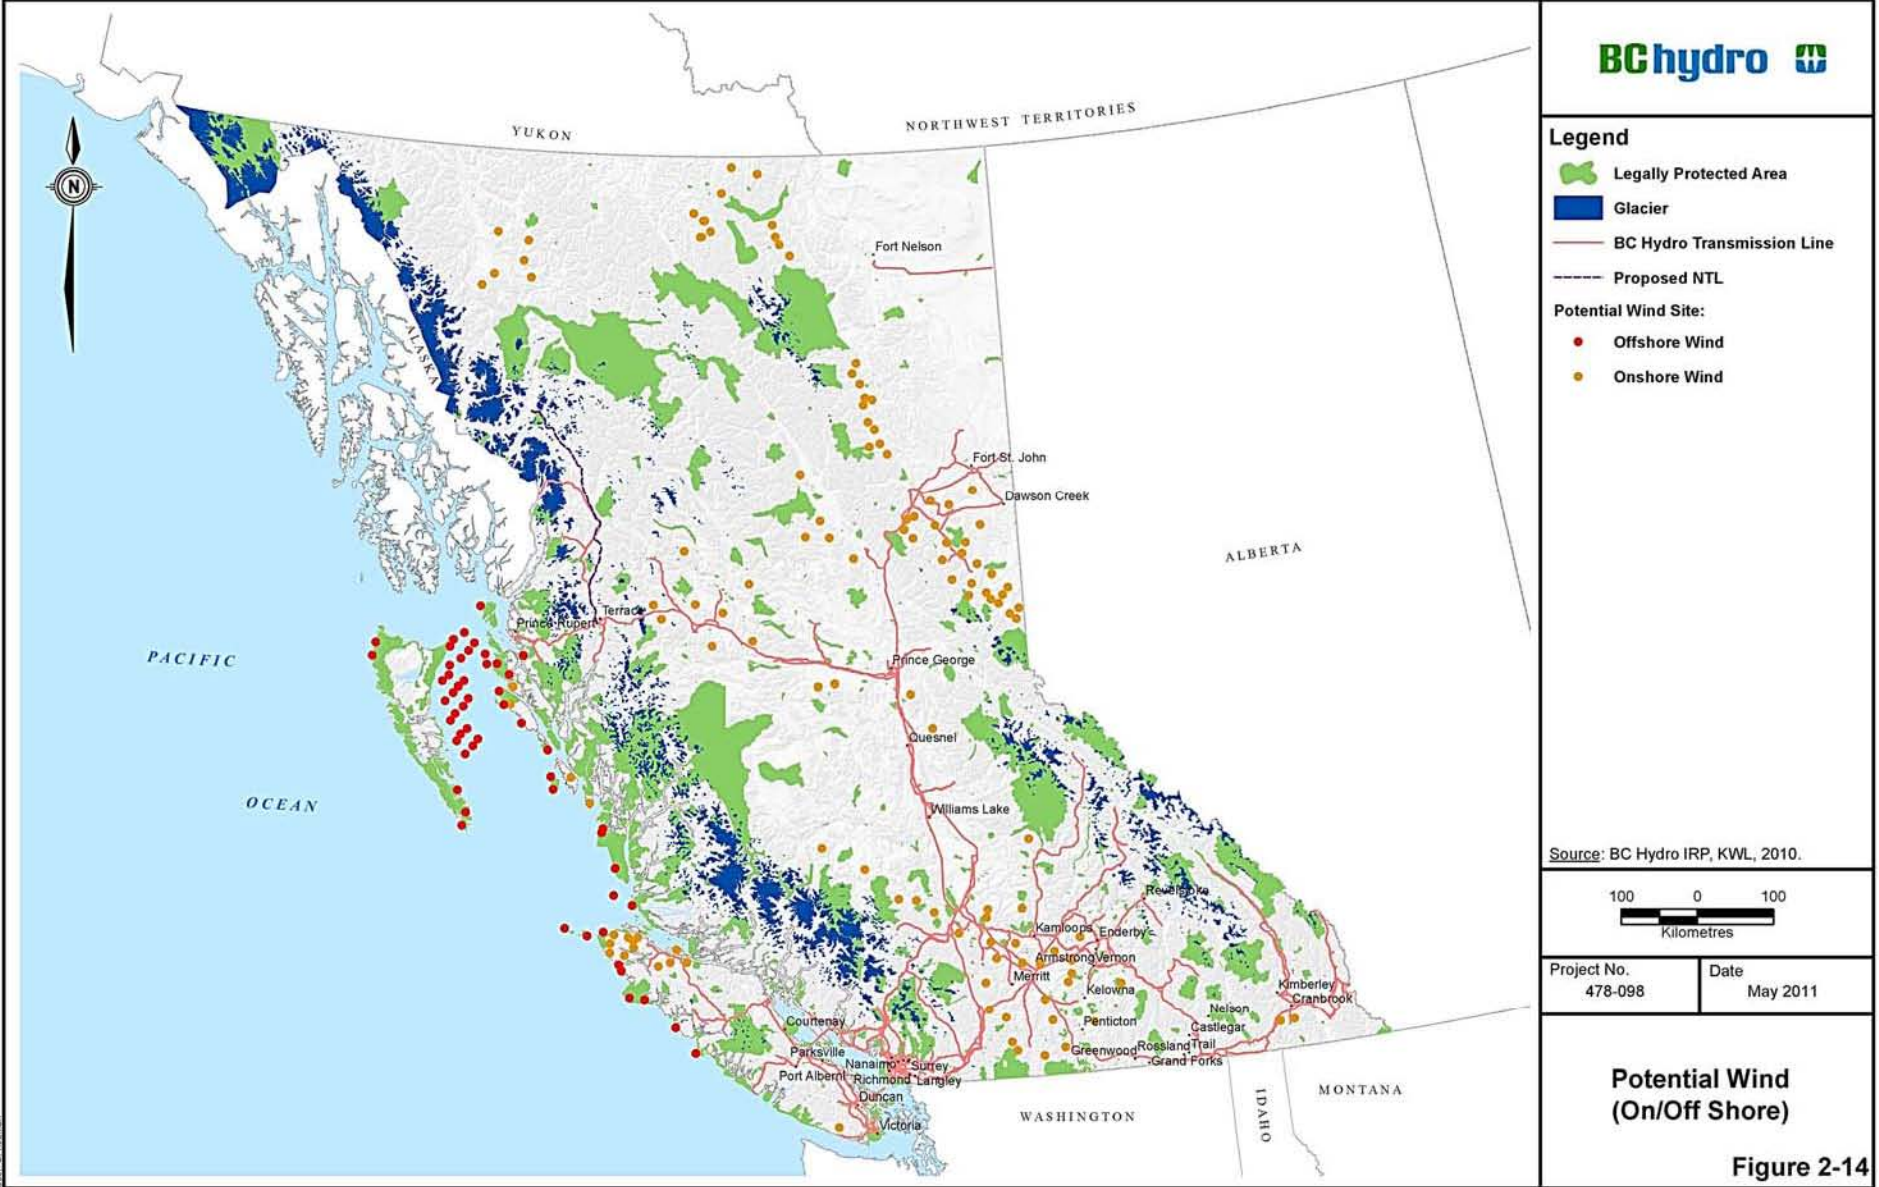 BC hydro
Legend
Legally Protected Area
Glacier
BC Hydro Transmission Line
Proposed NTL
Potential Wind Site:
Offshore Wind
Onshore Wind
Source: BC Hydro IRP, KWL, 2010.
100 0 100
Kilometres
Project No.
478-098
Date
May 2011
Potential Wind
(On/Off Shore)
Figure 2-14
N
YUKON
NORTHWEST TERRITORIES
ALASKA
Fort Nelson
Fort St. John
Dawson Creek
ALBERTA
Terrace
Prince Rupert
PACIFIC
OCEAN
Prince George
Quesnel
Williams Lake
Revelstoke
Kamloops
Enderby
Armstrong
Vernon
Merritt
Kelowna
Kimberley
Cranbrook
Nelson
Penticton
Castlegar
Courtenay
Greenwood
Rossland
Trail
Grand Forks
Parksville
Nanaimo
Surrey
Port Alberni
Richmond
Langley
Duncan
Victoria
WASHINGTON
IDAHO
MONTANA